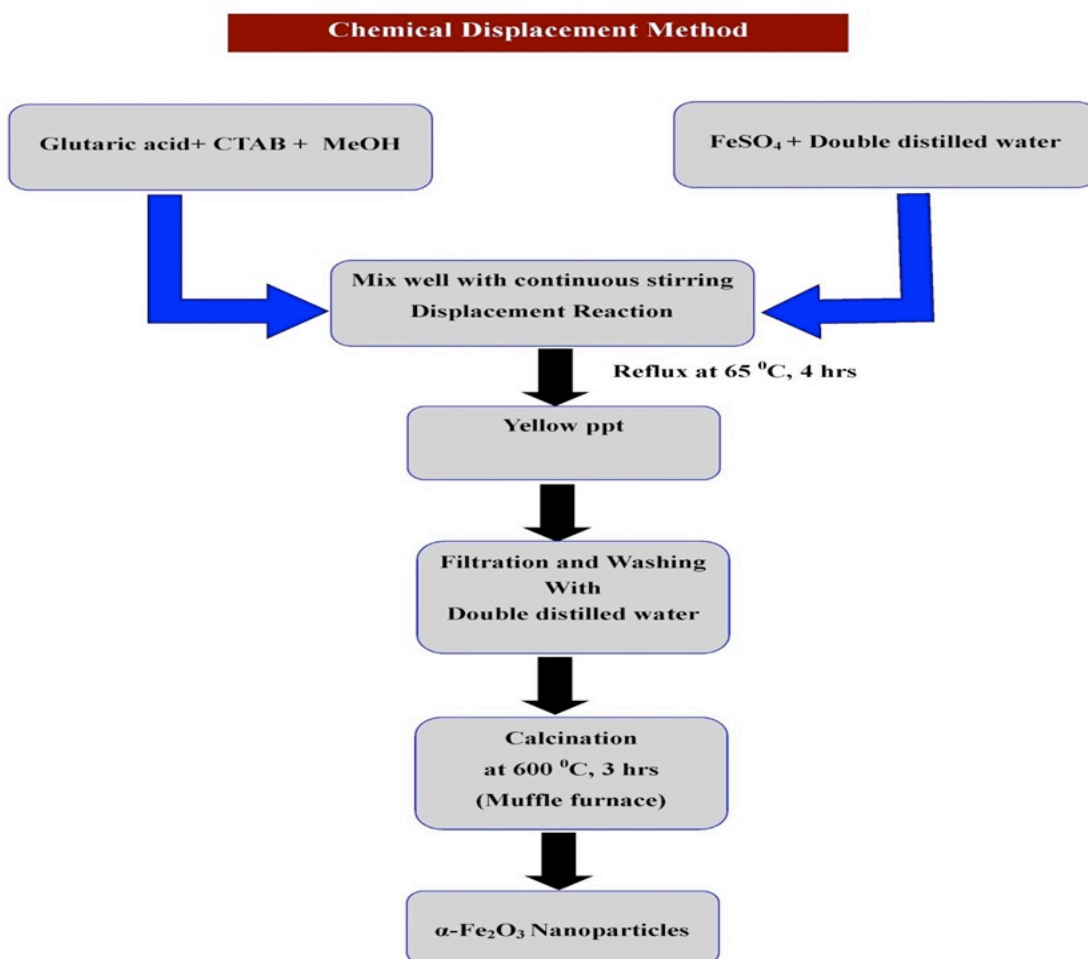 Chemical Displacement Method
Glutaric acid+ CTAB + MeOH
FeSO₄ + Double distilled water
Mix well with continuous stirring
Displacement Reaction
Reflux at 65 ⁰C, 4 hrs
Yellow ppt
Filtration and Washing
With
Double distilled water
Calcination
at 600 ⁰C, 3 hrs
(Muffle furnace)
α-Fe₂O₃ Nanoparticles